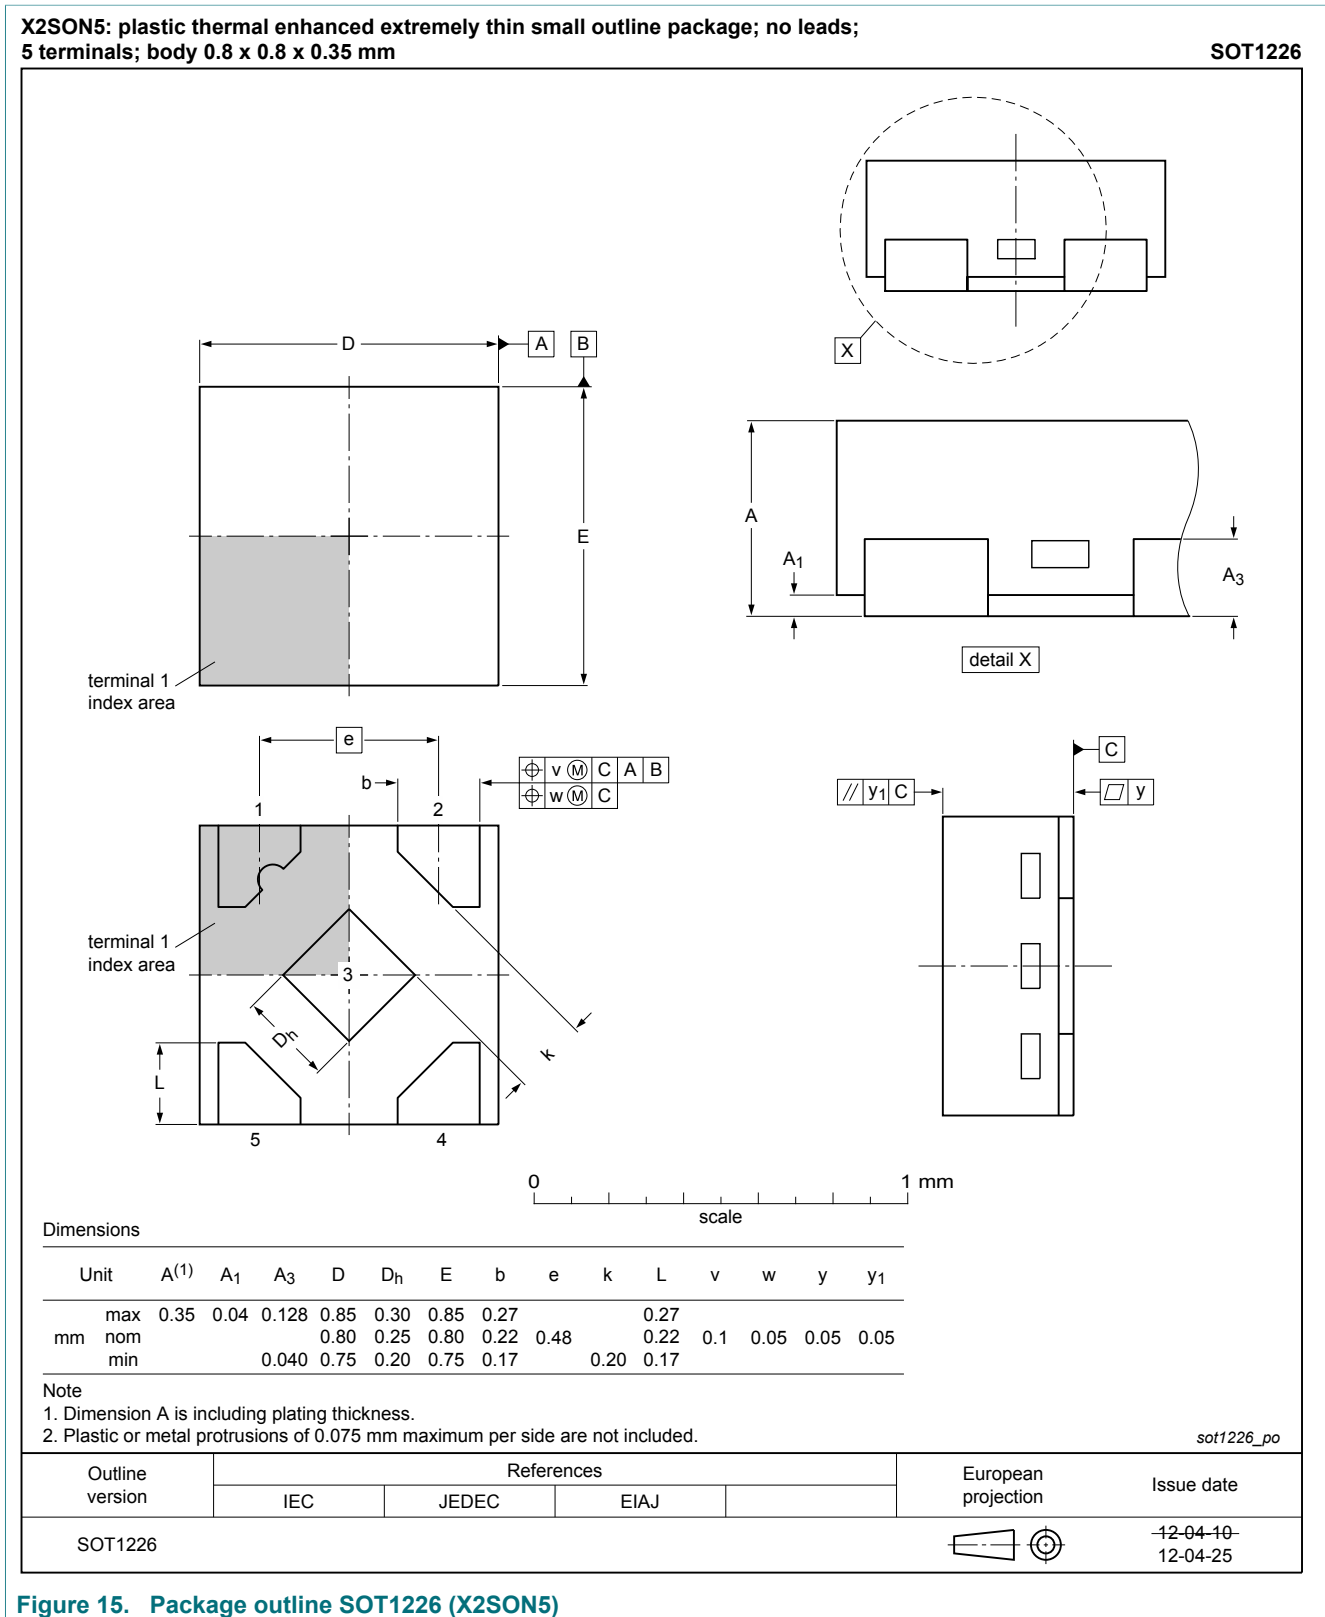 X2SON5: plastic thermal enhanced extremely thin small outline package; no leads;
5 terminals; body 0.8 x 0.8 x 0.35 mm SOT1226
X
D A B
E
terminal 1
index area
A
A1
A3
detail X
e
b
v M C A B
w M C
1 2
terminal 1
index area
3
Dh
k
L
5 4
C
// y1 C
y
0 1 mm
scale
Dimensions
Unit A(1) A1 A3 D Dh E b e k L v w y y1
max 0.35 0.04 0.128 0.85 0.30 0.85 0.27 0.27
mm nom 0.80 0.25 0.80 0.22 0.48 0.22 0.1 0.05 0.05 0.05
min 0.040 0.75 0.20 0.75 0.17 0.20 0.17
Note
1. Dimension A is including plating thickness.
2. Plastic or metal protrusions of 0.075 mm maximum per side are not included.
sot1226_po
Outline
version
References
IEC JEDEC EIAJ
European
projection
Issue date
SOT1226
12-04-10
12-04-25
Figure 15. Package outline SOT1226 (X2SON5)